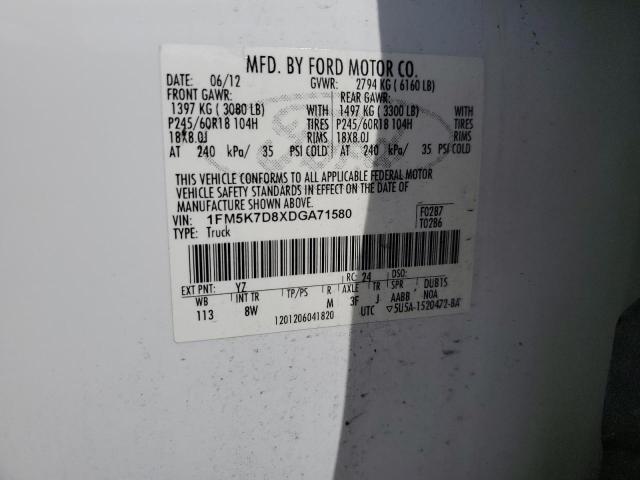 MFD. BY FORD MOTOR CO.
DATE: 06/12 GVWR: 2794 KG ( 6160 LB)
FRONT GAWR: REAR GAWR:
1397 KG ( 3080 LB) WITH 1497 KG ( 3300 LB) WITH
P245/60R18 104H TIRES P245/60R18 104H TIRES
18X8.0J RIMS 18X8.0J RIMS
AT 240 kPa/ 35 PSI COLD AT 240 kPa/ 35 PSI COLD
THIS VEHICLE CONFORMS TO ALL APPLICABLE FEDERAL MOTOR
VEHICLE SAFETY STANDARDS IN EFFECT ON THE DATE OF
MANUFACTURE SHOWN ABOVE.
VIN: 1FM5K7D8XDGA71580 F0287
TYPE: Truck T0286
EXT PNT: YZ RC: 24 DSO:
WB INT TR TP/PS R AXLE TR SPR DUB15
113 8W M 3F J AABB N0A
1201206041820 UTC ▽5U5A-1520472-BA